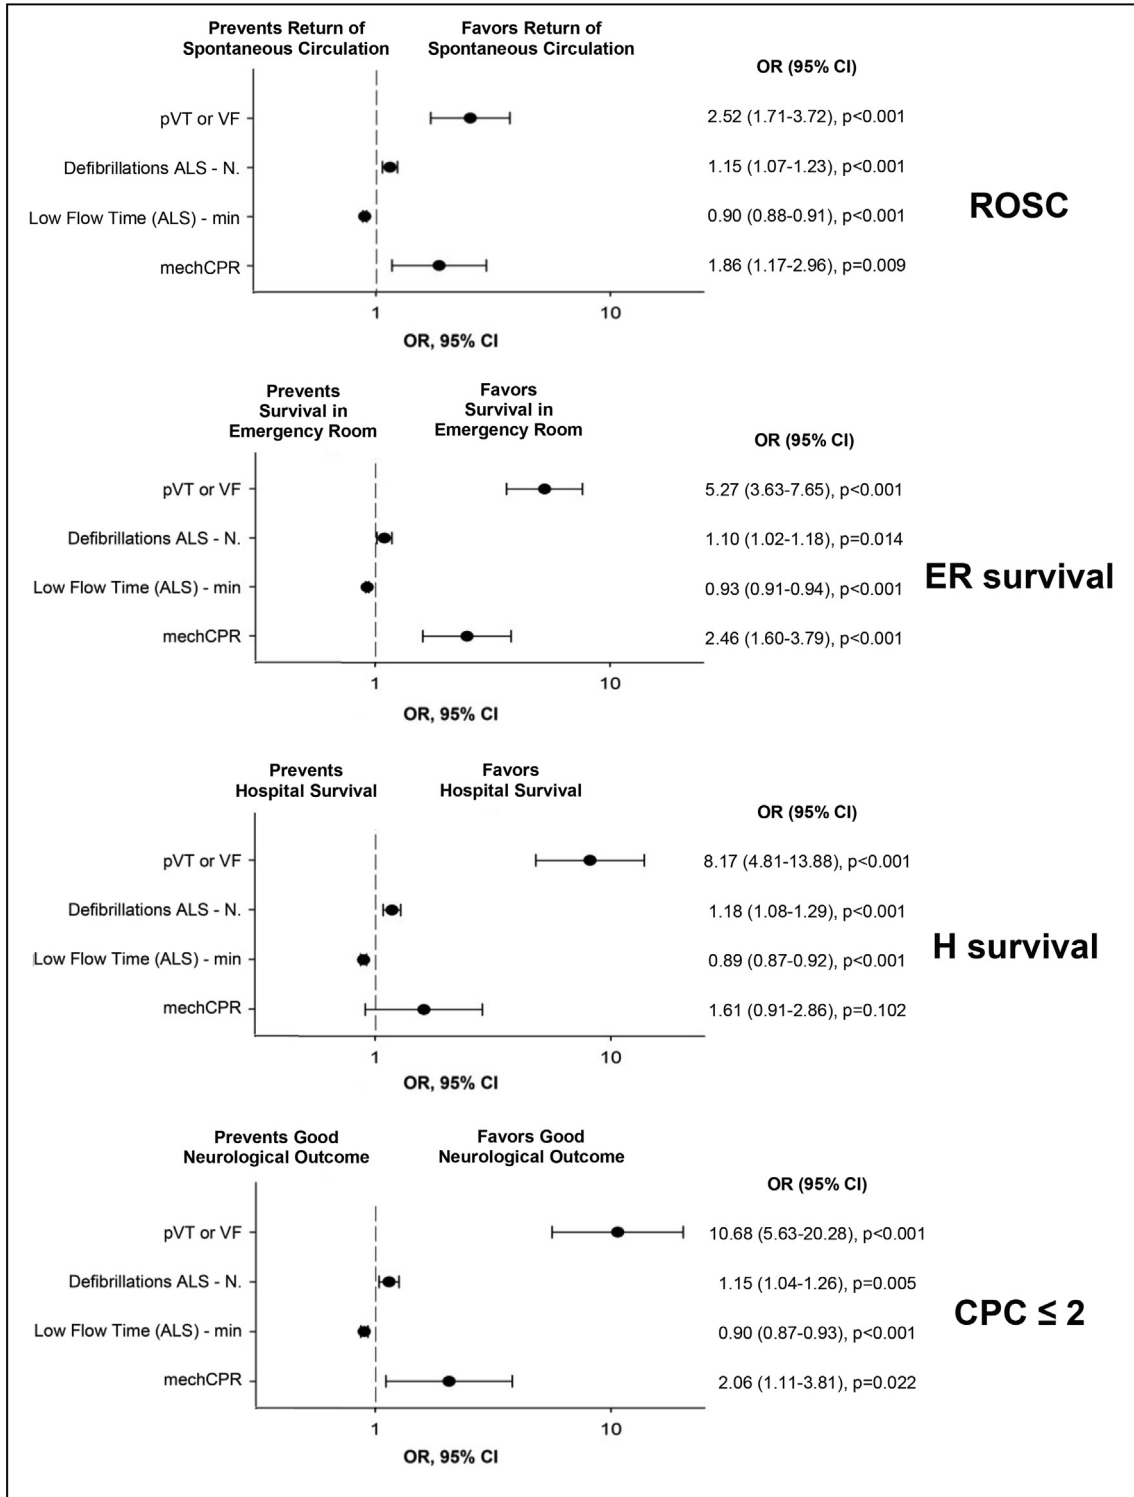 Prevents Return of
Spontaneous Circulation
Favors Return of
Spontaneous Circulation
OR (95% CI)
pVT or VF
2.52 (1.71-3.72), p<0.001
Defibrillations ALS - N.
1.15 (1.07-1.23), p<0.001
Low Flow Time (ALS) - min
0.90 (0.88-0.91), p<0.001
ROSC
mechCPR
1.86 (1.17-2.96), p=0.009
1
10
OR, 95% CI
Prevents
Survival in
Emergency Room
Favors
Survival in
Emergency Room
OR (95% CI)
pVT or VF
5.27 (3.63-7.65), p<0.001
Defibrillations ALS - N.
1.10 (1.02-1.18), p=0.014
Low Flow Time (ALS) - min
0.93 (0.91-0.94), p<0.001
ER survival
mechCPR
2.46 (1.60-3.79), p<0.001
1
10
OR, 95% CI
Prevents
Hospital Survival
Favors
Hospital Survival
OR (95% CI)
pVT or VF
8.17 (4.81-13.88), p<0.001
Defibrillations ALS - N.
1.18 (1.08-1.29), p<0.001
Low Flow Time (ALS) - min
0.89 (0.87-0.92), p<0.001
H survival
mechCPR
1.61 (0.91-2.86), p=0.102
1
10
OR, 95% CI
Prevents Good
Neurological Outcome
Favors Good
Neurological Outcome
OR (95% CI)
pVT or VF
10.68 (5.63-20.28), p<0.001
Defibrillations ALS - N.
1.15 (1.04-1.26), p=0.005
Low Flow Time (ALS) - min
0.90 (0.87-0.93), p<0.001
CPC ≤ 2
mechCPR
2.06 (1.11-3.81), p=0.022
1
10
OR, 95% CI